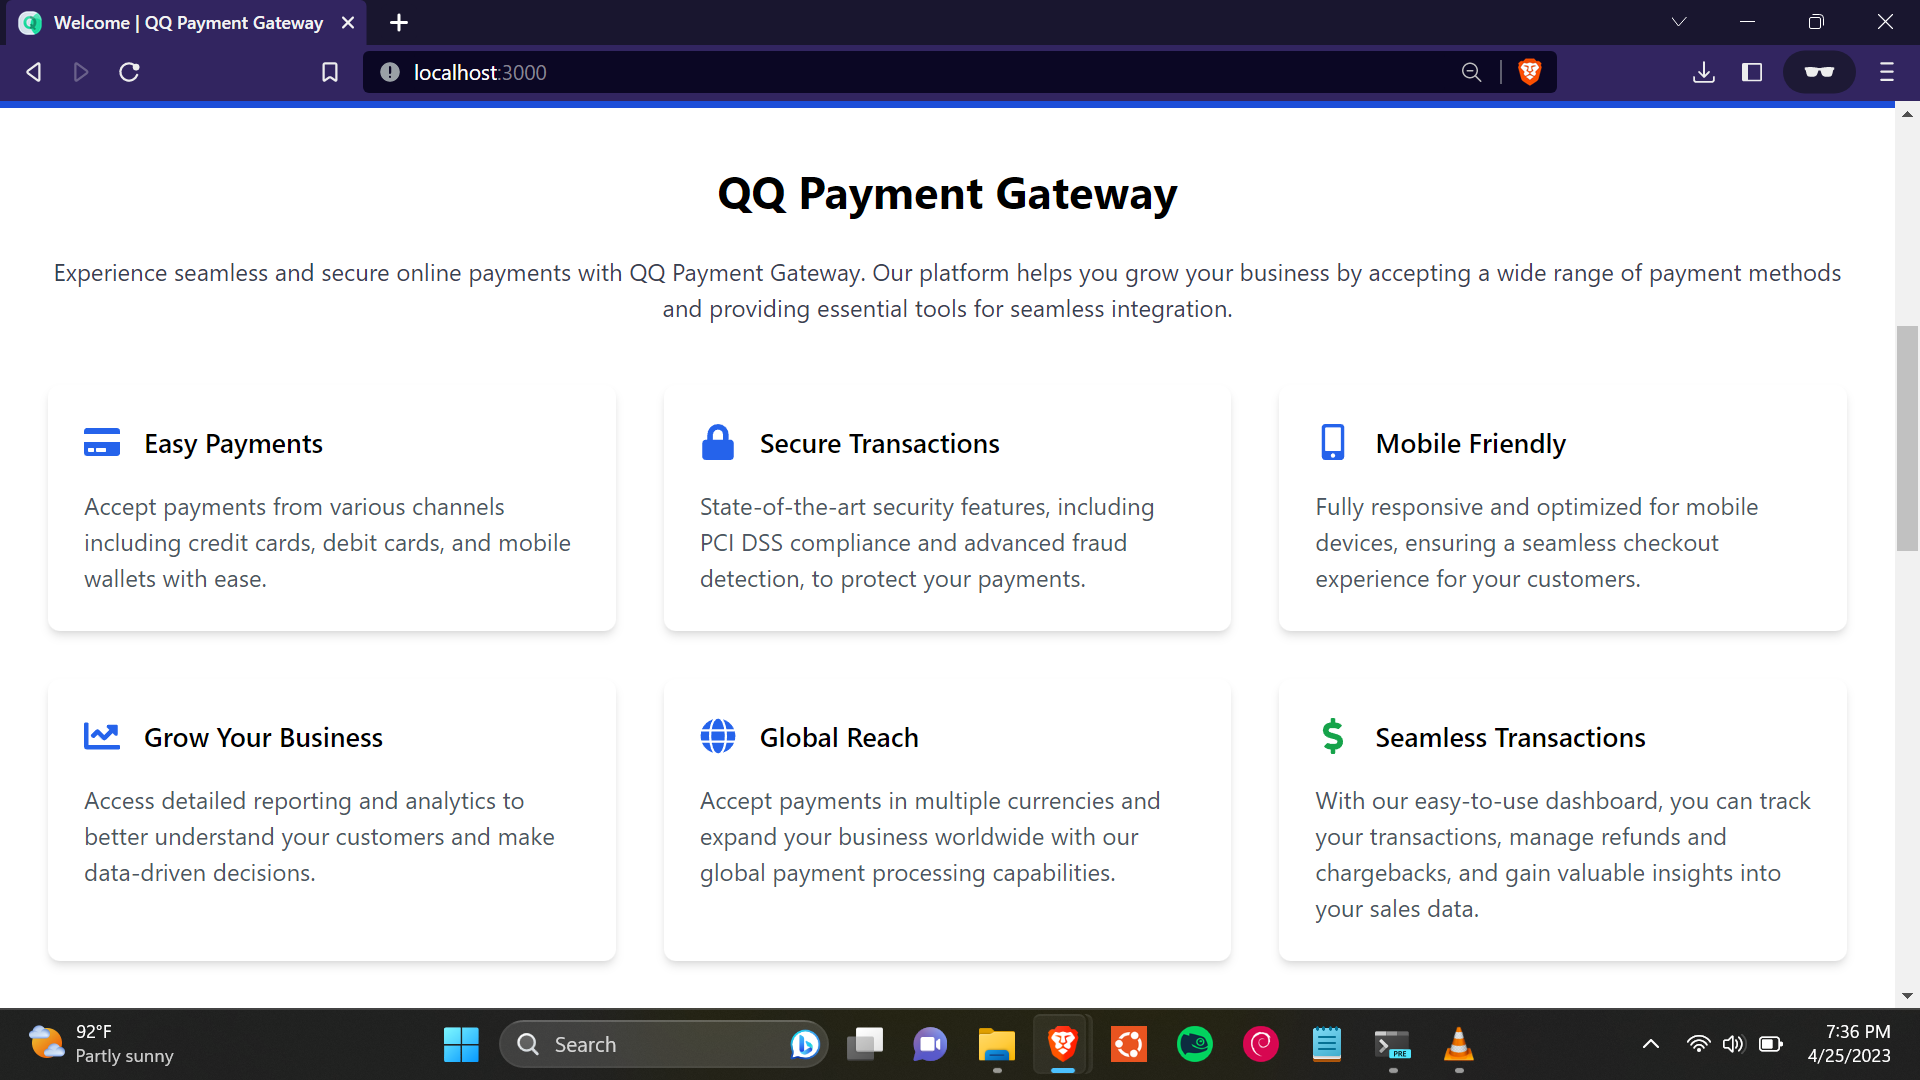 Welcome | QQ Payment Gateway
localhost:3000
QQ Payment Gateway
Experience seamless and secure online payments with QQ Payment Gateway. Our platform helps you grow your business by accepting a wide range of payment methods
and providing essential tools for seamless integration.
Easy Payments
Accept payments from various channels
including credit cards, debit cards, and mobile
wallets with ease.
Secure Transactions
State-of-the-art security features, including
PCI DSS compliance and advanced fraud
detection, to protect your payments.
Mobile Friendly
Fully responsive and optimized for mobile
devices, ensuring a seamless checkout
experience for your customers.
Grow Your Business
Access detailed reporting and analytics to
better understand your customers and make
data-driven decisions.
Global Reach
Accept payments in multiple currencies and
expand your business worldwide with our
global payment processing capabilities.
Seamless Transactions
With our easy-to-use dashboard, you can track
your transactions, manage refunds and
chargebacks, and gain valuable insights into
your sales data.
92°F
Partly sunny
Search
PRE
7:36 PM
4/25/2023